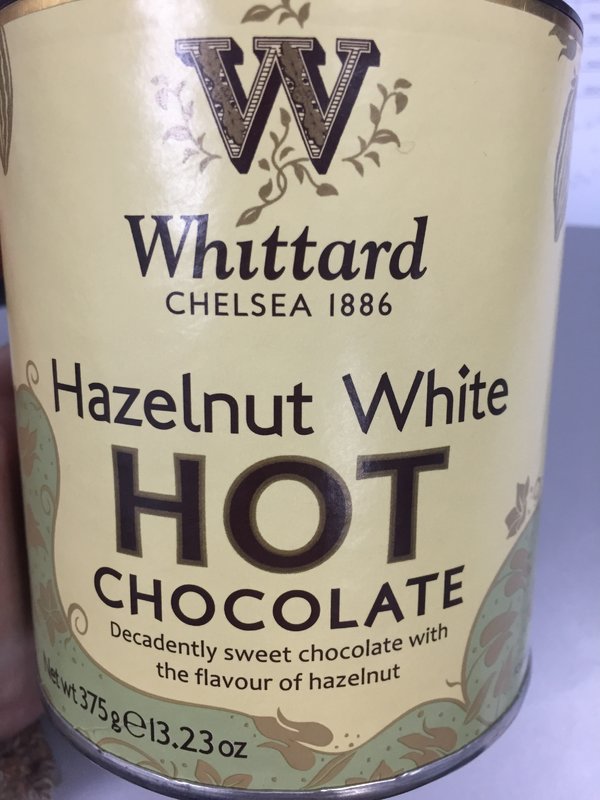 W
Whittard
CHELSEA 1886
Hazelnut White
HOT
CHOCOLATE
Decadently sweet chocolate with
the flavour of hazelnut
Net wt 375g℮13.23oz